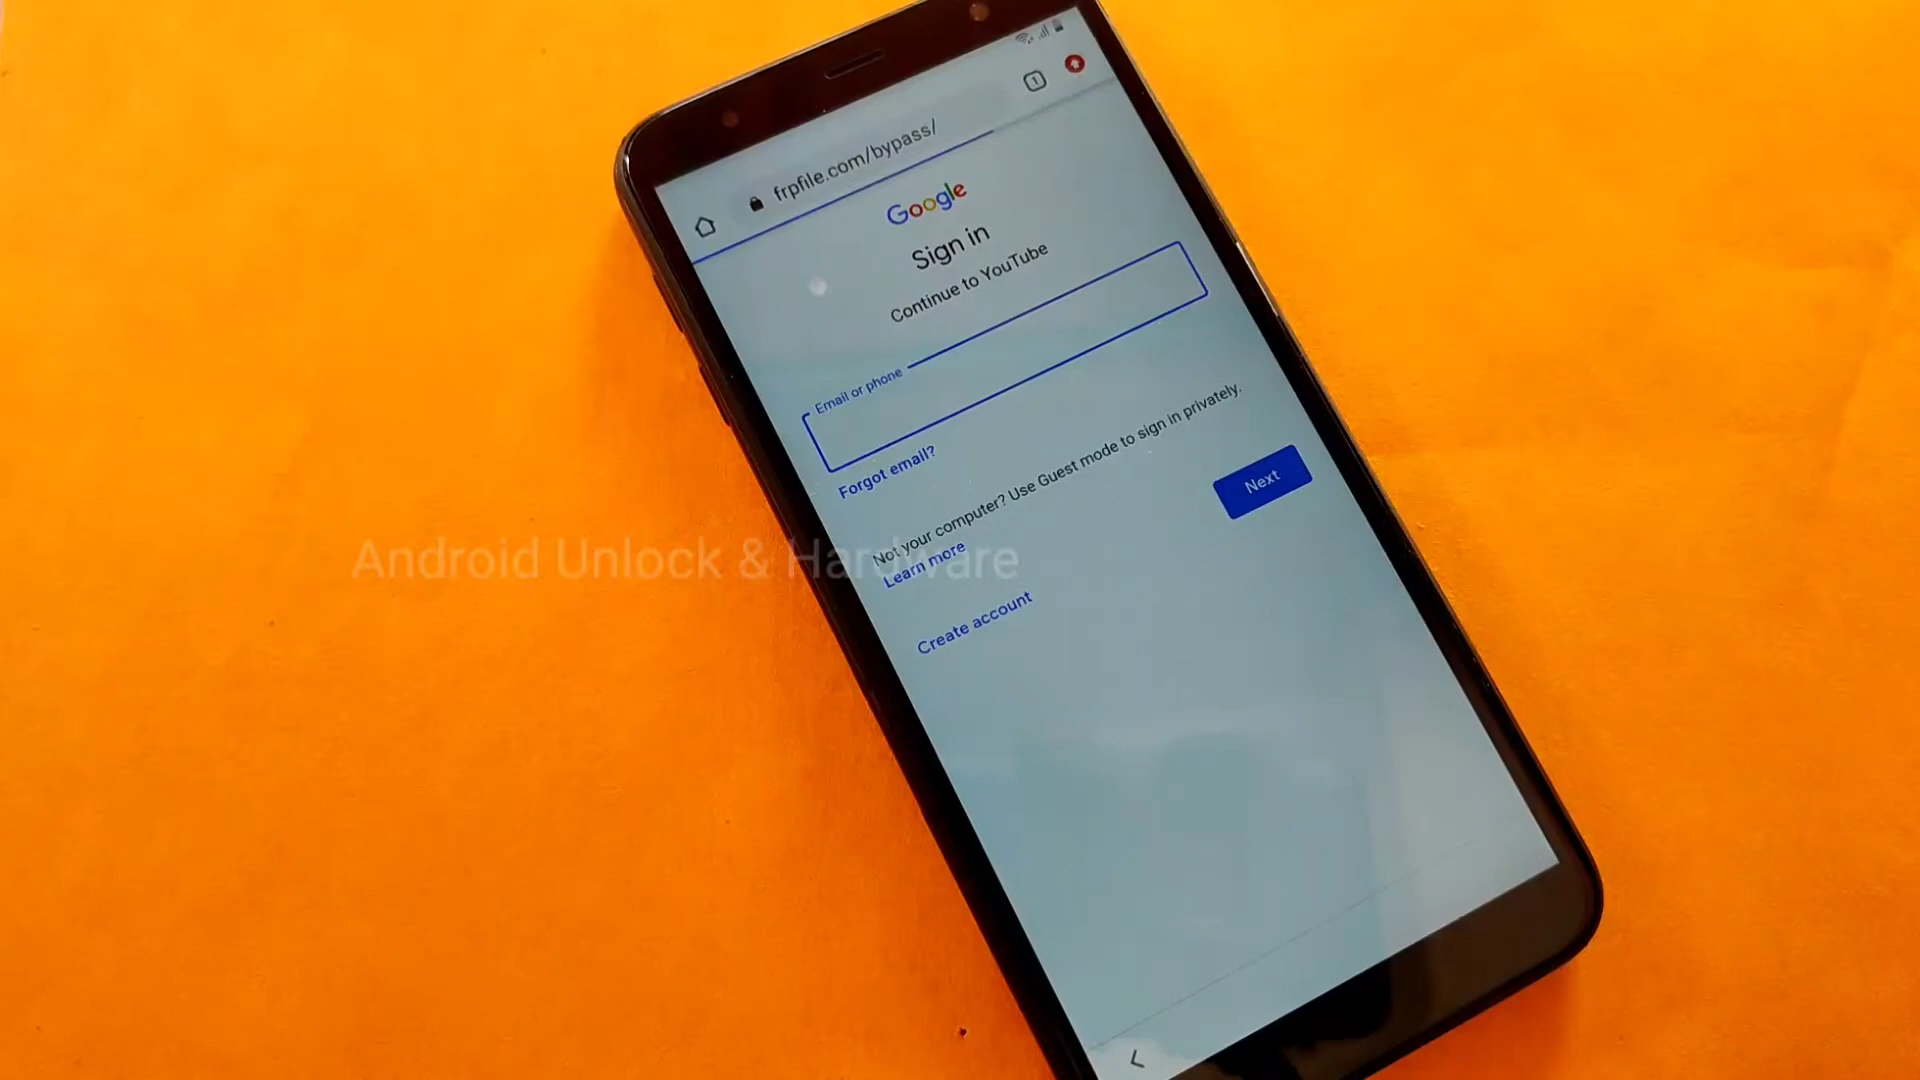 1
frpfile.com/bypass/
Google
Sign in
Continue to YouTube
Email or phone
Forgot email?
Not your computer? Use Guest mode to sign in privately.
Learn more
Next
Create account
Android Unlock & Hardware